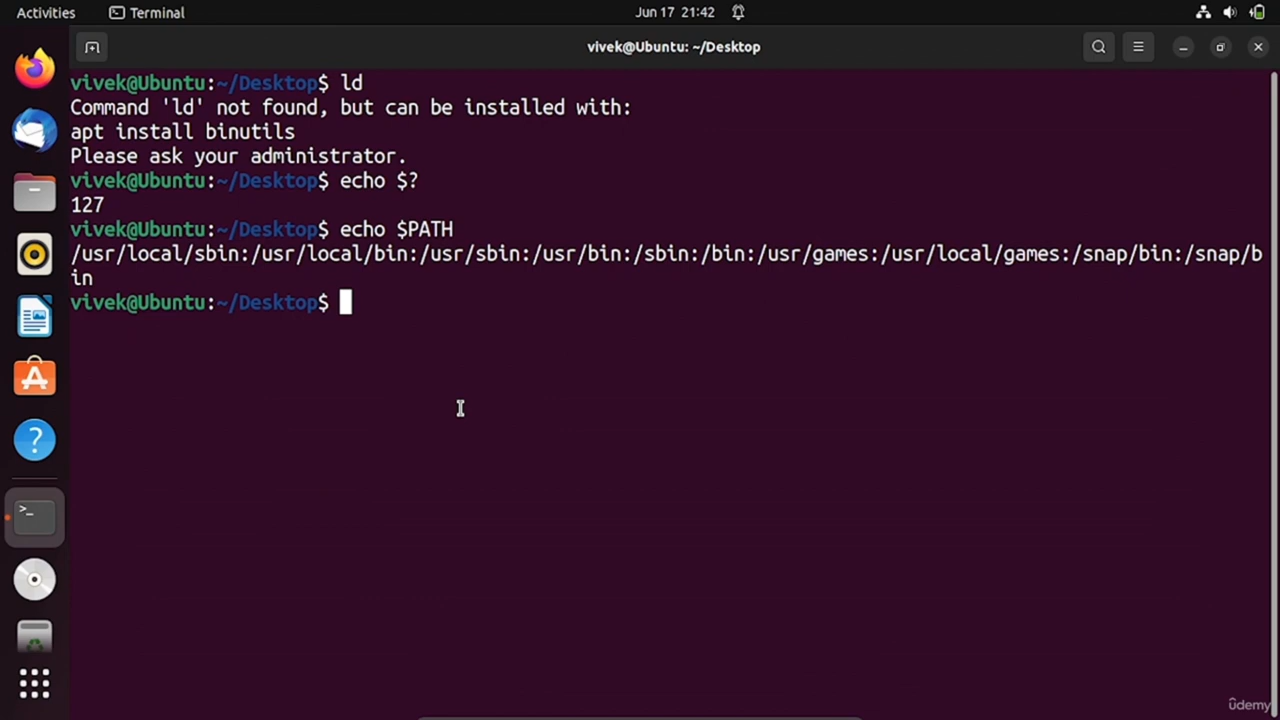 Activities
Terminal
Jun 17 21:42
vivek@Ubuntu: ~/Desktop
vivek@Ubuntu:~/Desktop$ ld
Command 'ld' not found, but can be installed with:
apt install binutils
Please ask your administrator.
vivek@Ubuntu:~/Desktop$ echo $?
127
vivek@Ubuntu:~/Desktop$ echo $PATH
/usr/local/sbin:/usr/local/bin:/usr/sbin:/usr/bin:/sbin:/bin:/usr/games:/usr/local/games:/snap/bin:/snap/b
in
vivek@Ubuntu:~/Desktop$
ûdemy